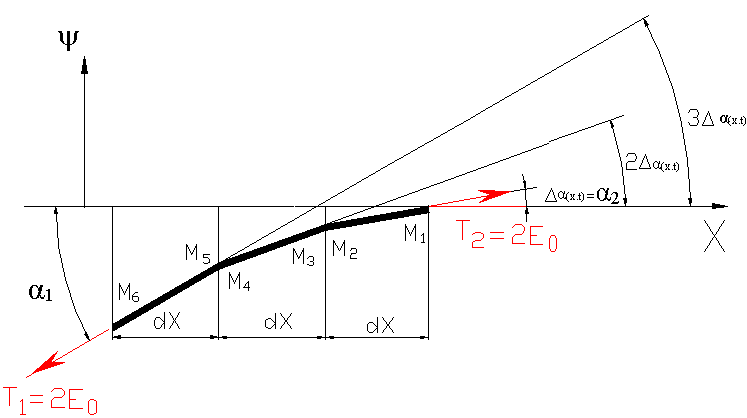 Ψ
3Δα(x.t)
2Δα(x.t)
Δα(x.t)=α₂
X
T₂=2E₀
M₁
M₂
M₃
M₄
M₅
M₆
α₁
dX
dX
dX
T₁=2E₀